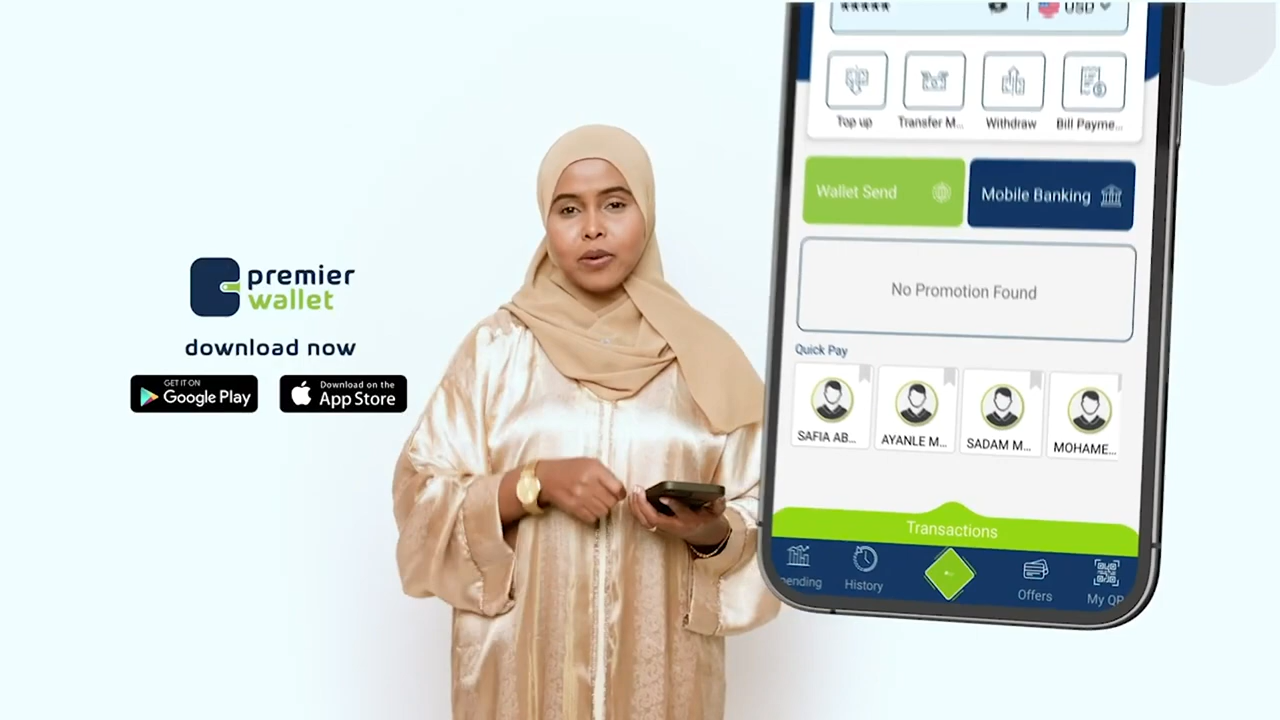 premier
wallet
download now
GET IT ON
Google Play
Download on the
App Store
*****
USD
Top up
Transfer M...
Withdraw
Bill Payme...
Wallet Send
Mobile Banking
No Promotion Found
Quick Pay
SAFIA AB...
AYANLE M...
SADAM M...
MOHAME...
Transactions
pending
History
Offers
My QR